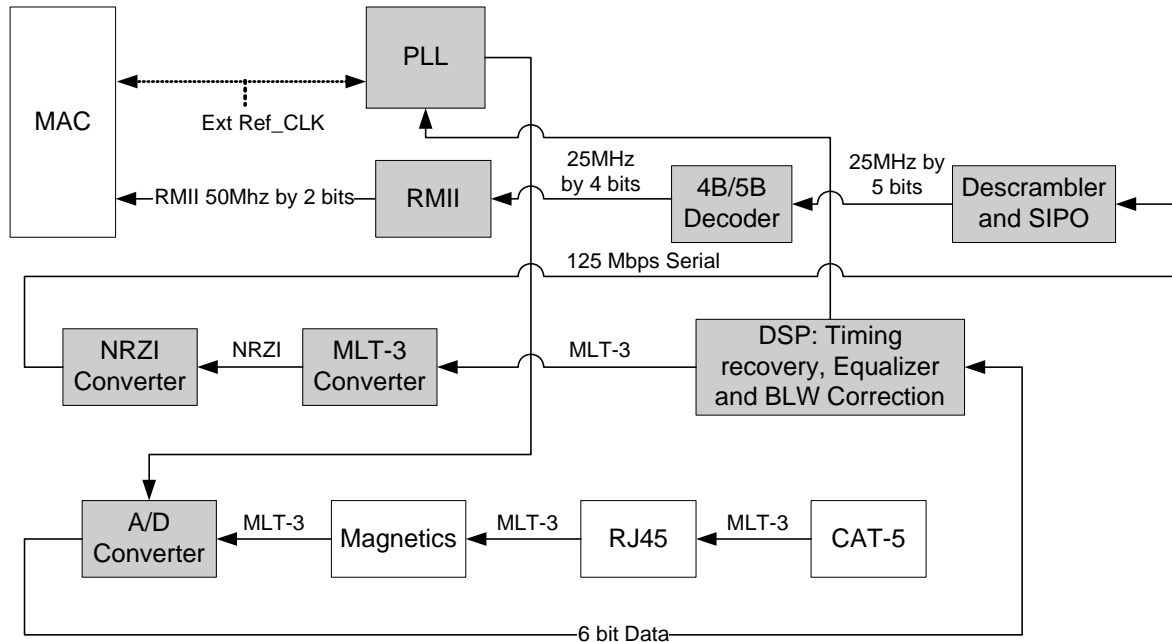 PLL
MAC
Ext Ref_CLK
25MHz
by 4 bits
25MHz by
5 bits
RMII 50Mhz by 2 bits
RMII
4B/5B
Decoder
Descrambler
and SIPO
125 Mbps Serial
NRZI
Converter
NRZI
MLT-3
Converter
MLT-3
DSP: Timing
recovery, Equalizer
and BLW Correction
A/D
Converter
MLT-3
Magnetics
MLT-3
RJ45
MLT-3
CAT-5
6 bit Data